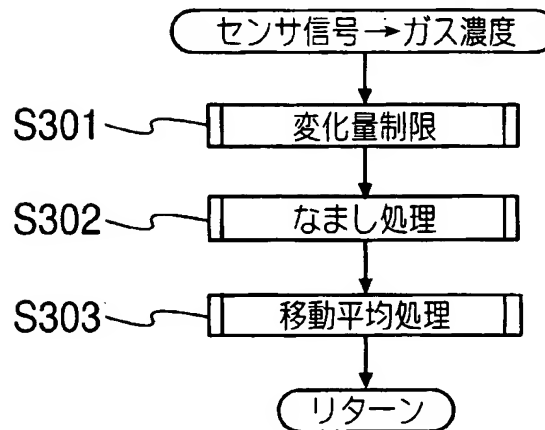 センサ信号→ガス濃度
S301
変化量制限
S302
なまし処理
S303
移動平均処理
リターン